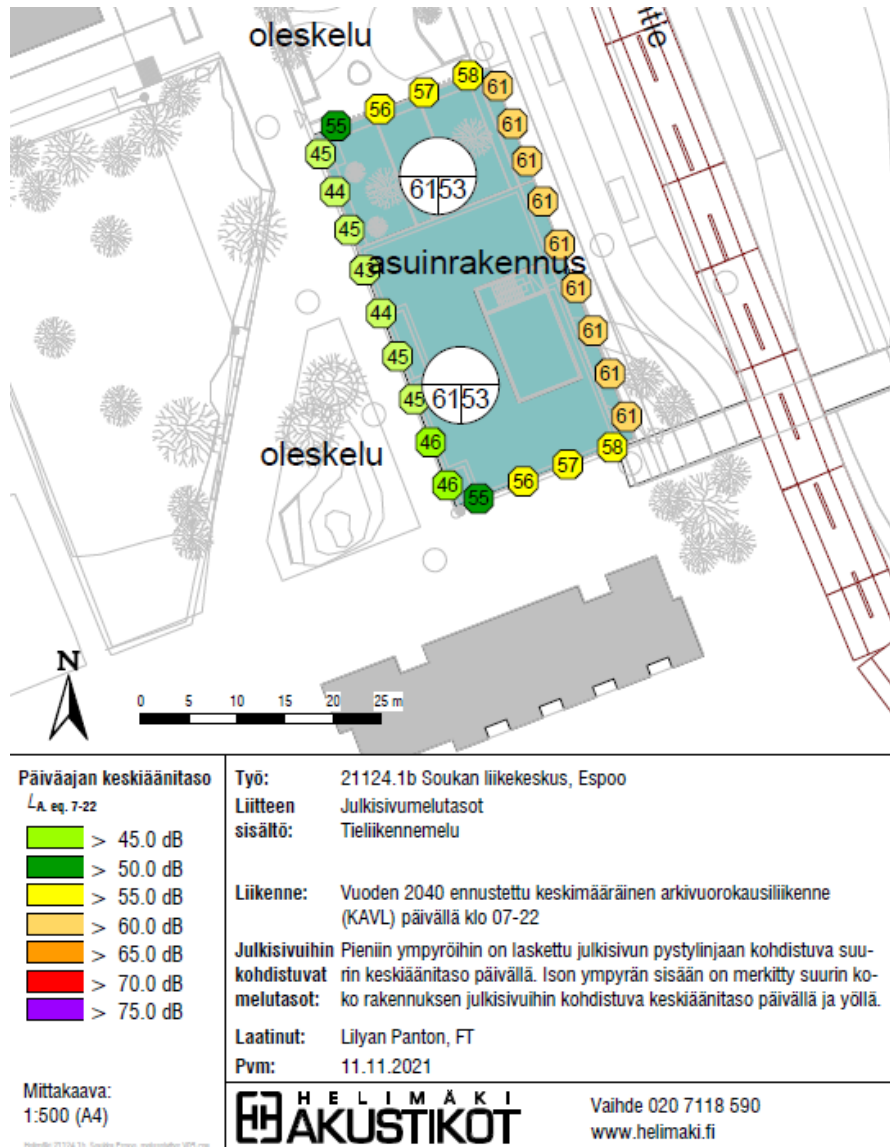 oleskelu
ntie
58
57
56
55
61
61
61
61
61
61
61
61
61
45
44
45
43
44
45
45
46
46
55
56
57
58
61 53
asuinrakennus
61 53
oleskelu
N
0 5 10 15 20 25 m
Päiväajan keskiäänitaso
LA, eq, 7-22
> 45.0 dB
> 50.0 dB
> 55.0 dB
> 60.0 dB
> 65.0 dB
> 70.0 dB
> 75.0 dB
Mittakaava:
1:500 (A4)
Työ: 21124.1b Soukan liikekeskus, Espoo
Liitteen Julkisivumelutasot
sisältö: Tieliikennemelu
Liikenne: Vuoden 2040 ennustettu keskimääräinen arkivuorokausiliikenne
(KAVL) päivällä klo 07-22
Julkisivuihin Pieniin ympyröihin on laskettu julkisivun pystylinjaan kohdistuva suu-
kohdistuvat rin keskiäänitaso päivällä. Ison ympyrän sisään on merkitty suurin ko-
melutasot: ko rakennuksen julkisivuihin kohdistuva keskiäänitaso päivällä ja yöllä.
Laatinut: Lilyan Panton, FT
Pvm: 11.11.2021
HELIMÄKI
AKUSTIKOT
Vaihde 020 7118 590
www.helimaki.fi